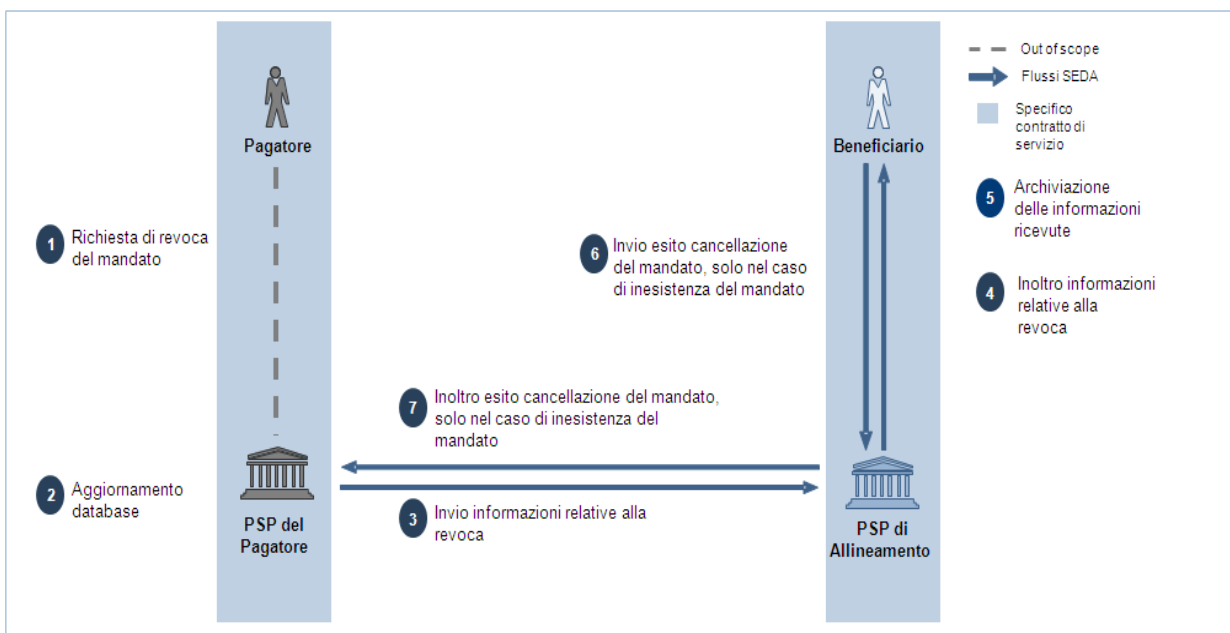 Out of scope
Flussi SEDA
Specifico
contratto di
servizio
Pagatore
Beneficiario
1
Richiesta di revoca
del mandato
5
Archiviazione
delle informazioni
ricevute
6
Invio esito cancellazione
del mandato, solo nel caso
di inesistenza del mandato
4
Inoltro informazioni
relative alla
revoca
7
Inoltro esito cancellazione del mandato,
solo nel caso di inesistenza del
mandato
2
Aggiornamento
database
3
Invio informazioni relative alla
revoca
PSP del
Pagatore
PSP di
Allineamento